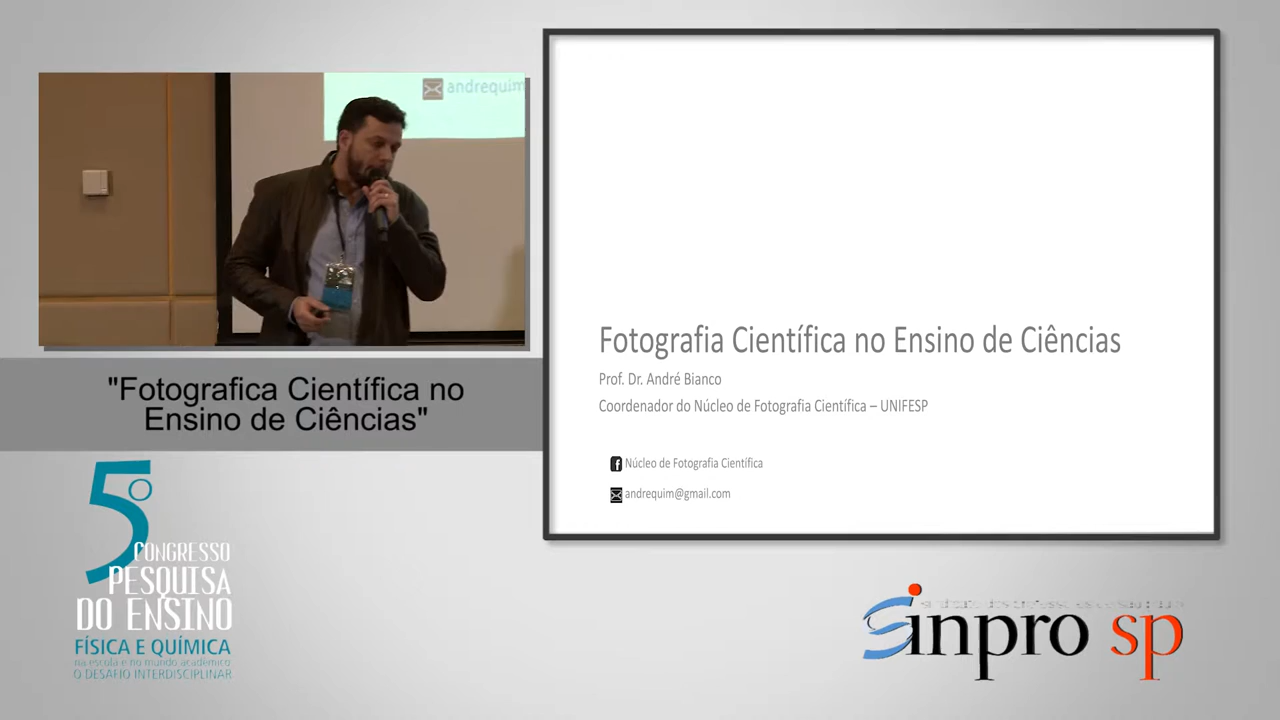 andrequim
"Fotografica Científica no
Ensino de Ciências"
5º
CONGRESSO
PESQUISA
DO ENSINO
FÍSICA E QUÍMICA
na escola e no mundo acadêmico
O DESAFIO INTERDISCIPLINAR
Fotografia Científica no Ensino de Ciências
Prof. Dr. André Bianco
Coordenador do Núcleo de Fotografia Científica – UNIFESP
Núcleo de Fotografia Científica
andrequim@gmail.com
sinpro sp